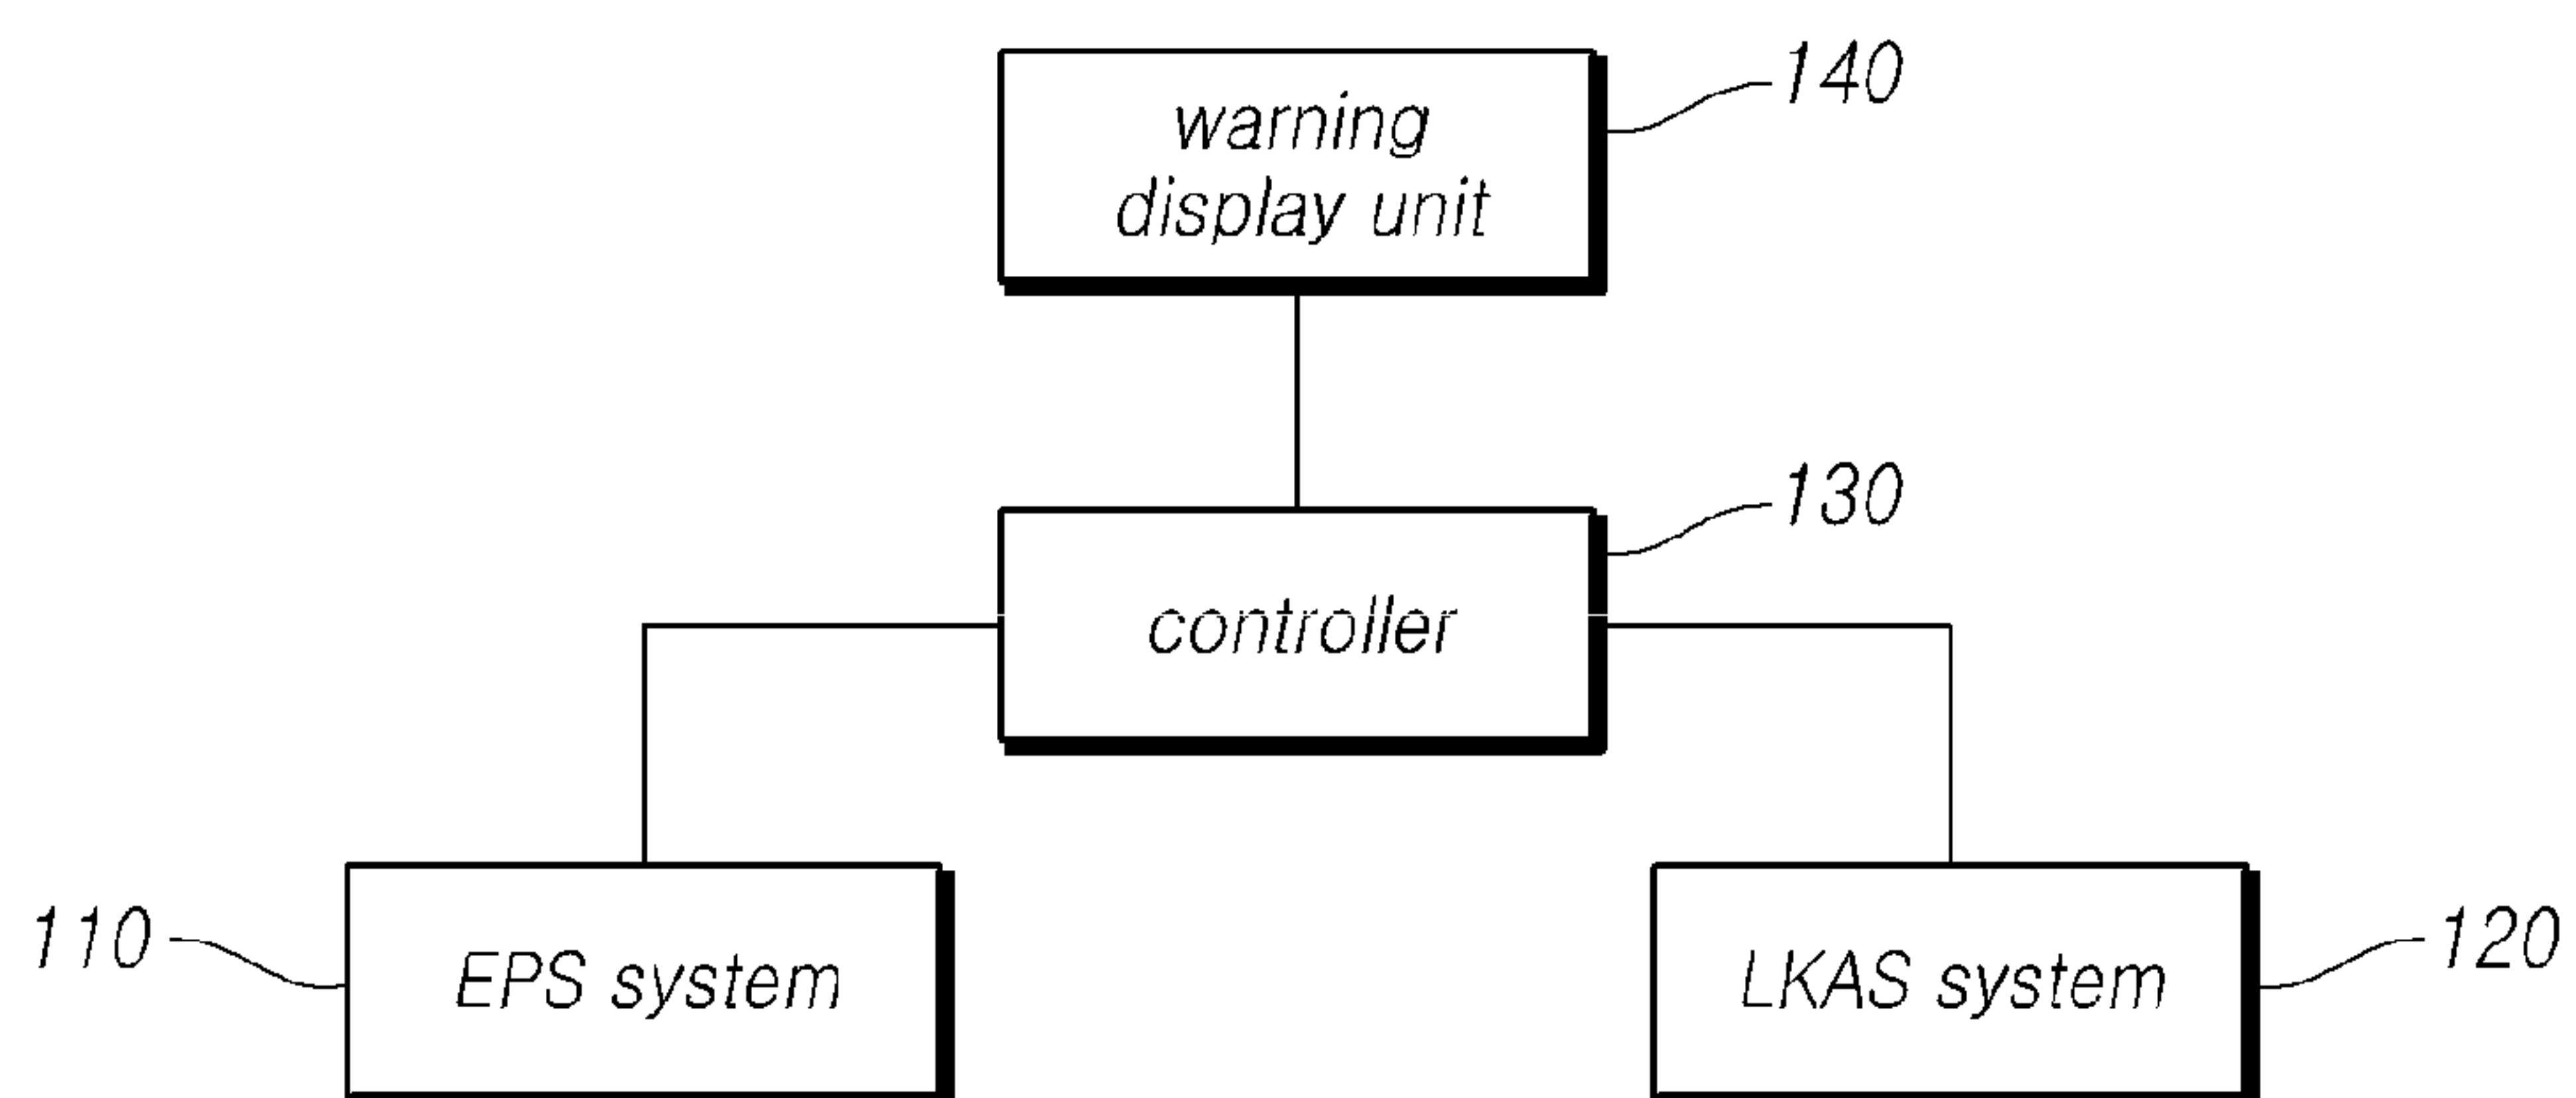 warning
display unit
140
controller
130
110
EPS system
LKAS system
120